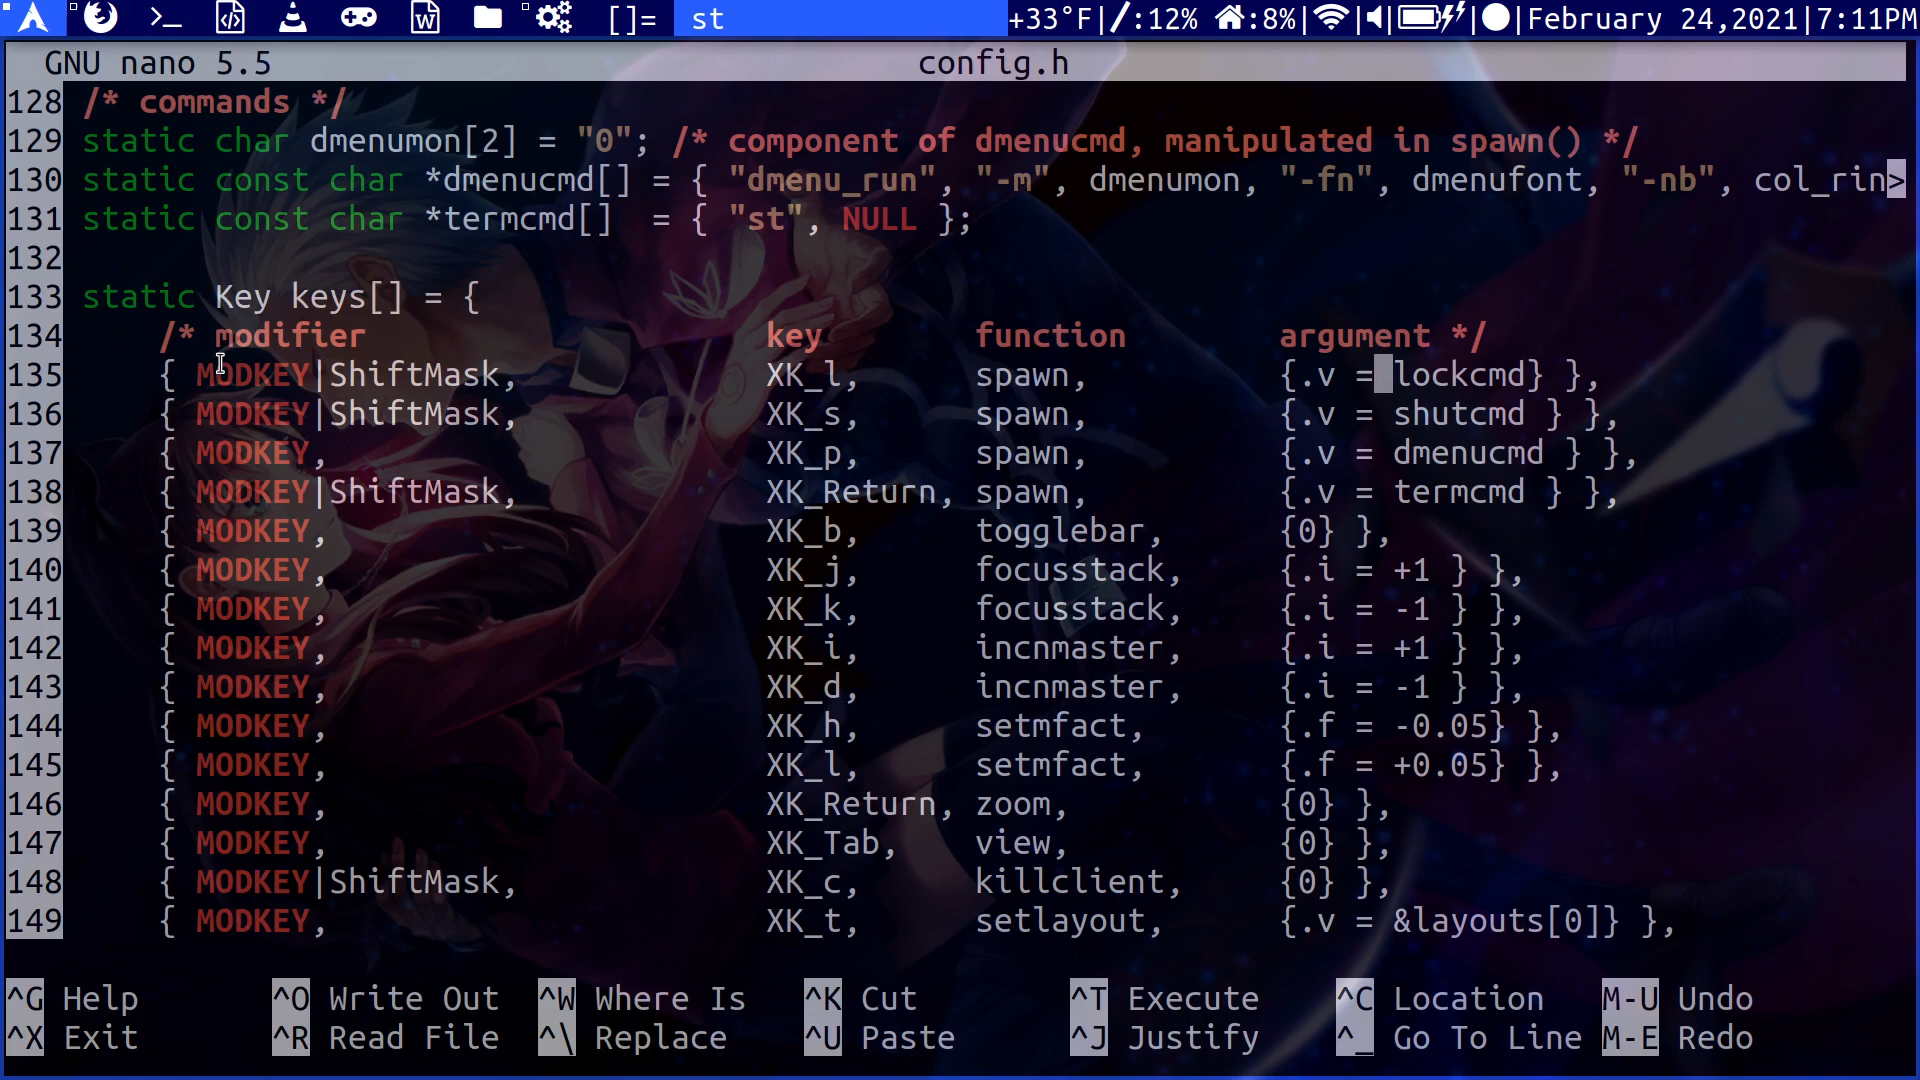 []= st +33°F|/:12% :8%| | | | |February 24,2021|7:11PM
GNU nano 5.5 config.h
128 /* commands */
129 static char dmenumon[2] = "0"; /* component of dmenucmd, manipulated in spawn() */
130 static const char *dmenucmd[] = { "dmenu_run", "-m", dmenumon, "-fn", dmenufont, "-nb", col_rin>
131 static const char *termcmd[]  = { "st", NULL };
132
133 static Key keys[] = {
134 /* modifier key function argument */
135 { MODKEY|ShiftMask, XK_l, spawn, {.v = lockcmd} },
136 { MODKEY|ShiftMask, XK_s, spawn, {.v = shutcmd } },
137 { MODKEY, XK_p, spawn, {.v = dmenucmd } },
138 { MODKEY|ShiftMask, XK_Return, spawn, {.v = termcmd } },
139 { MODKEY, XK_b, togglebar, {0} },
140 { MODKEY, XK_j, focusstack, {.i = +1 } },
141 { MODKEY, XK_k, focusstack, {.i = -1 } },
142 { MODKEY, XK_i, incnmaster, {.i = +1 } },
143 { MODKEY, XK_d, incnmaster, {.i = -1 } },
144 { MODKEY, XK_h, setmfact, {.f = -0.05} },
145 { MODKEY, XK_l, setmfact, {.f = +0.05} },
146 { MODKEY, XK_Return, zoom, {0} },
147 { MODKEY, XK_Tab, view, {0} },
148 { MODKEY|ShiftMask, XK_c, killclient, {0} },
149 { MODKEY, XK_t, setlayout, {.v = &layouts[0]} },
^G Help ^O Write Out ^W Where Is ^K Cut ^T Execute ^C Location M-U Undo
^X Exit ^R Read File ^\ Replace ^U Paste ^J Justify ^_ Go To Line M-E Redo